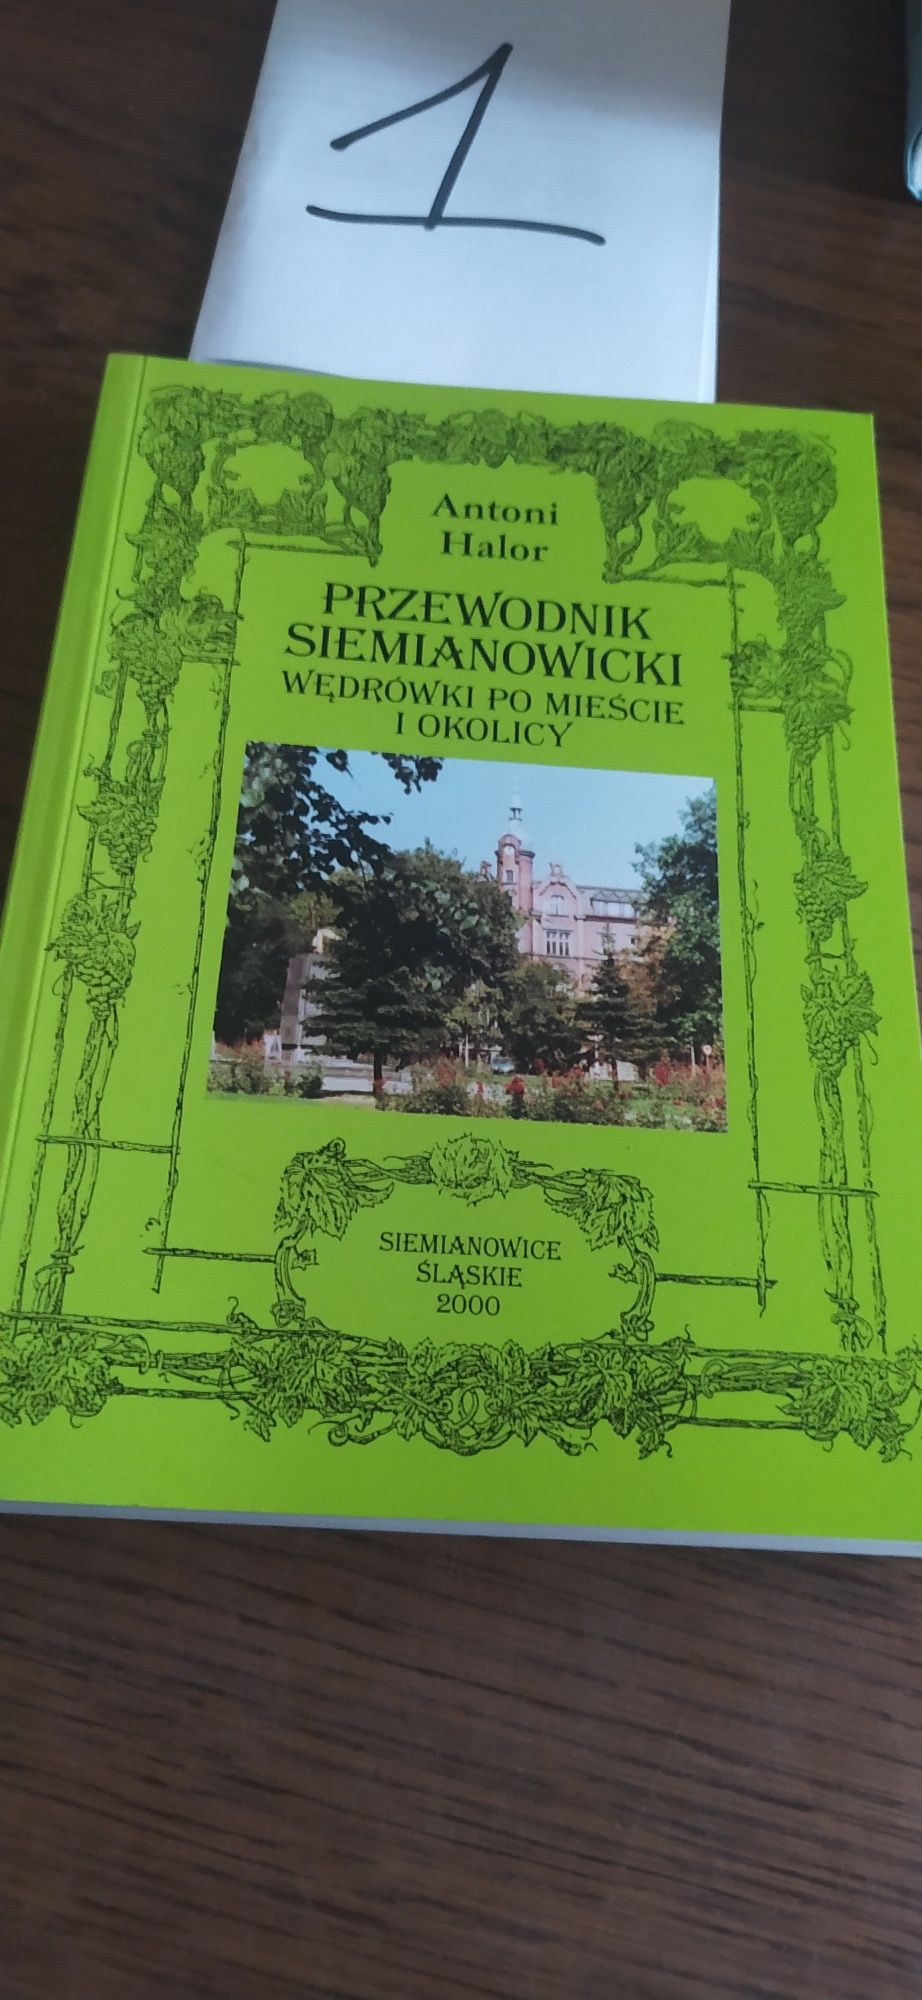 1
Antoni
Halor
PRZEWODNIK
SIEMIANOWICKI
WĘDRÓWKI PO MIEŚCIE
I OKOLICY
SIEMIANOWICE
ŚLĄSKIE
2000